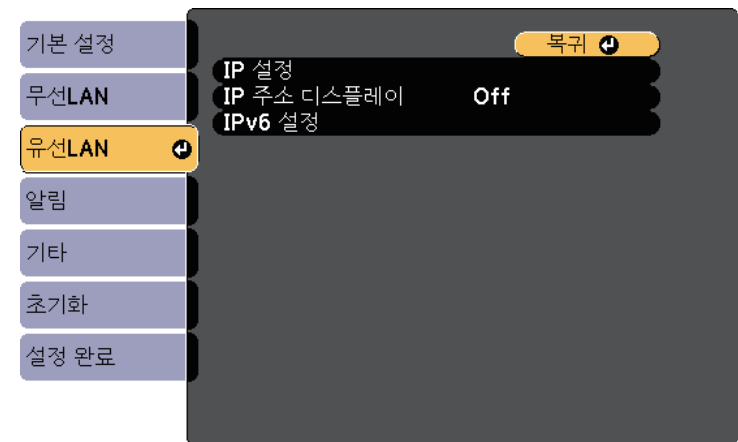 기본 설정
무선LAN
유선LAN
알림
기타
초기화
설정 완료
복귀
IP 설정
IP 주소 디스플레이 Off
IPv6 설정